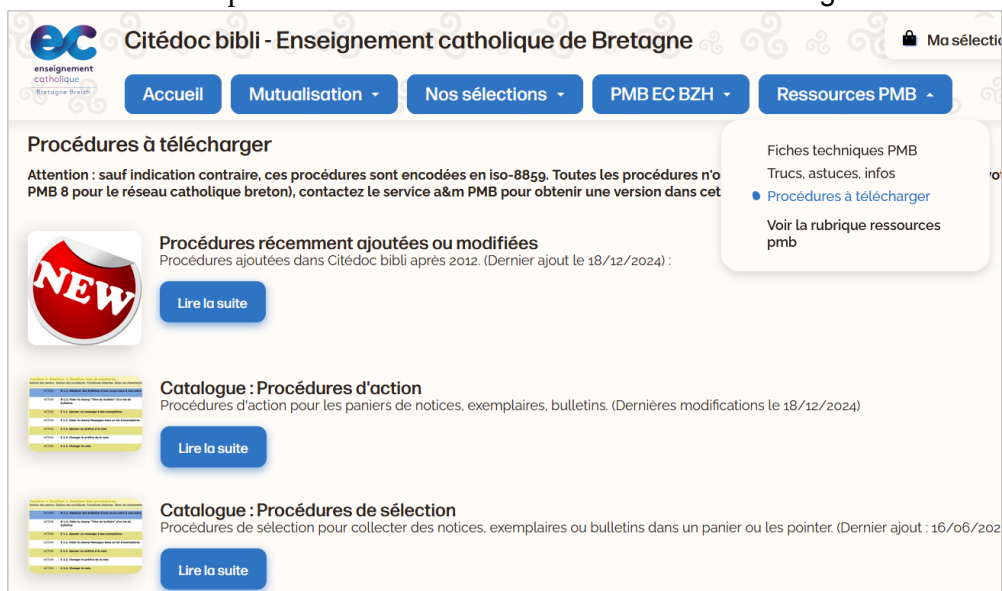 enseignement
catholique
Bretagne Breizh
Citédoc bibli - Enseignement catholique de Bretagne
Ma sélectio
Accueil
Mutualisation
Nos sélections
PMB EC BZH
Ressources PMB
Fiches techniques PMB
Trucs, astuces, infos
Procédures à télécharger
Voir la rubrique ressources
pmb
Procédures à télécharger
Attention : sauf indication contraire, ces procédures sont encodées en iso-8859. Toutes les procédures n'o
PMB 8 pour le réseau catholique breton), contactez le service a&m PMB pour obtenir une version dans cet
NEW
Procédures récemment ajoutées ou modifiées
Procédures ajoutées dans Citédoc bibli après 2012. (Dernier ajout le 18/12/2024) :
Lire la suite
Catalogue : Procédures d'action
Procédures d'action pour les paniers de notices, exemplaires, bulletins. (Dernières modifications le 18/12/2024)
Lire la suite
Catalogue : Procédures de sélection
Procédures de sélection pour collecter des notices, exemplaires ou bulletins dans un panier ou les pointer. (Dernier ajout : 16/06/202
Lire la suite